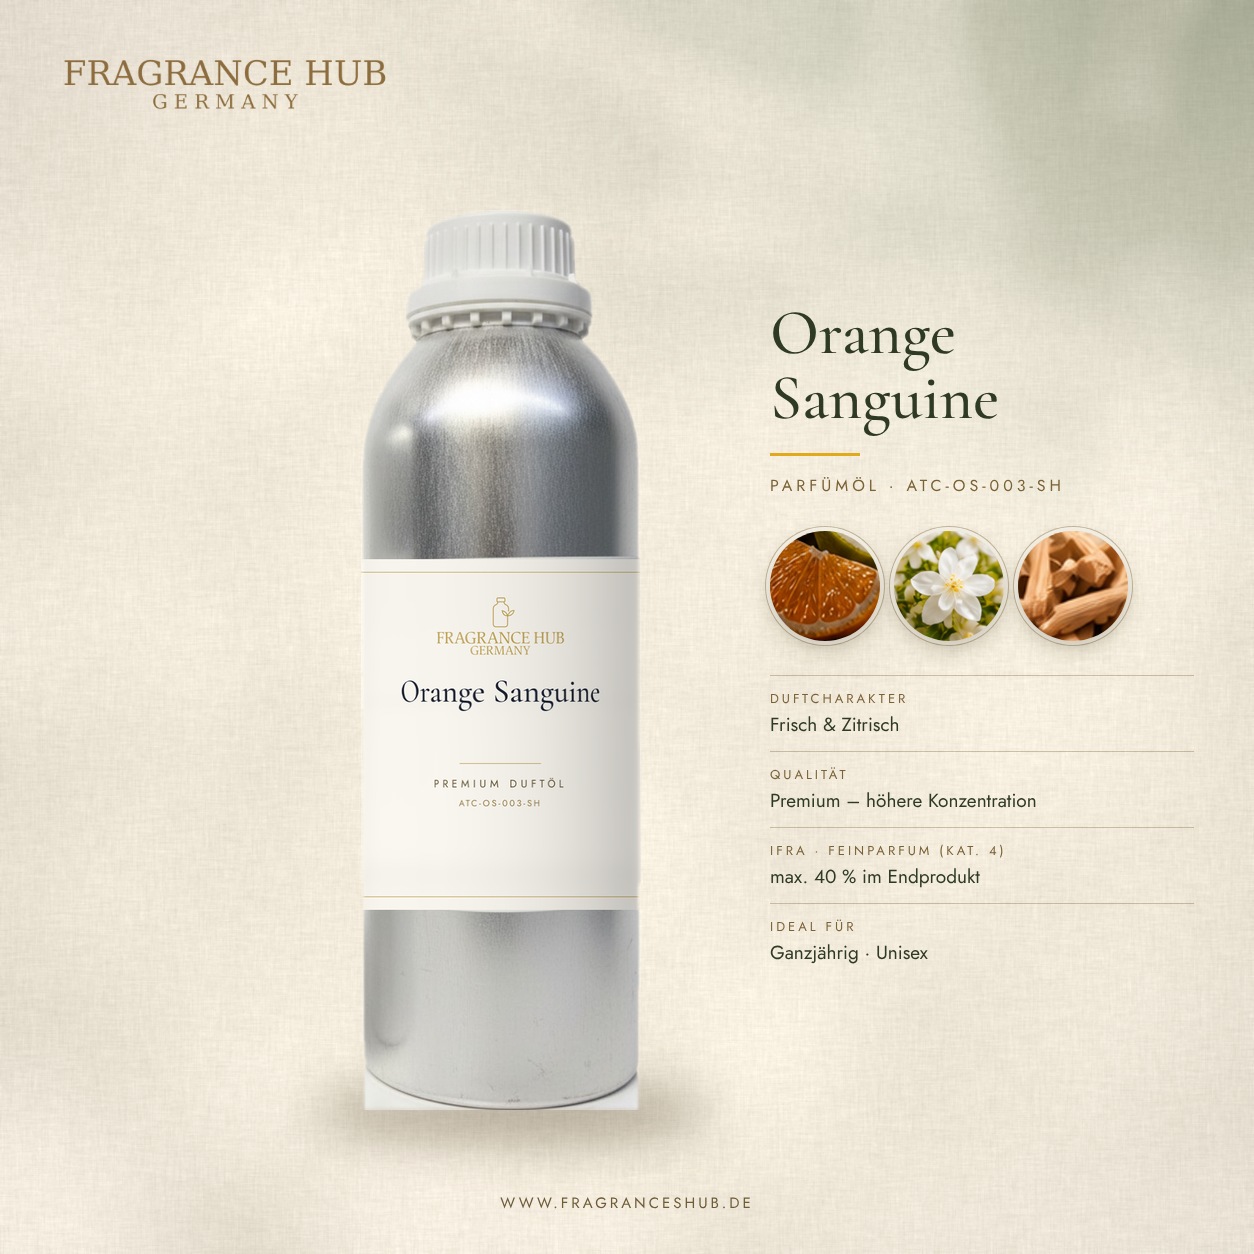 FRAGRANCE HUB
GERMANY
FRAGRANCE HUB
GERMANY
Orange Sanguine
PREMIUM DUFTÖL
ATC-OS-003-SH
Orange
Sanguine
PARFÜMÖL · ATC-OS-003-SH
DUFTCHARAKTER
Frisch & Zitrisch
QUALITÄT
Premium – höhere Konzentration
IFRA · FEINPARFUM (KAT. 4)
max. 40 % im Endprodukt
IDEAL FÜR
Ganzjährig · Unisex
WWW.FRAGRANCESHUB.DE